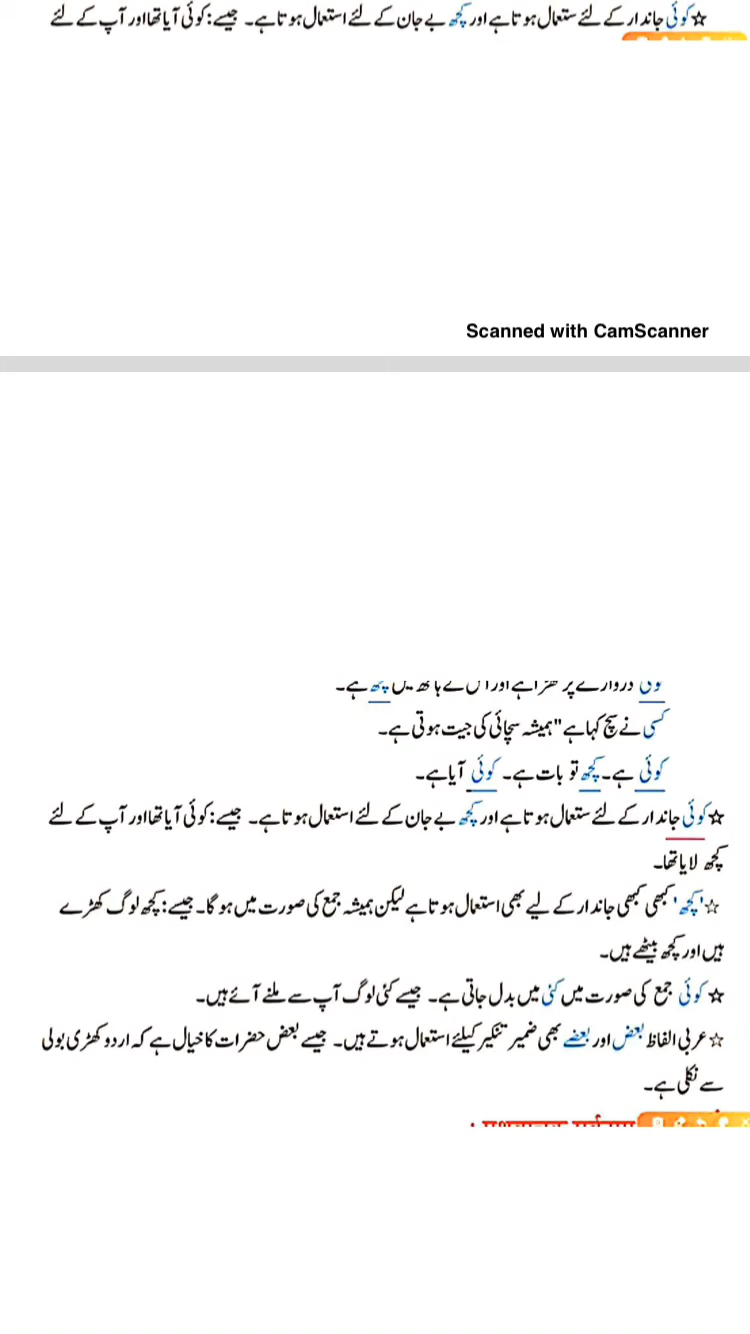 ☆کوئی جاندار کے لئے ستعمال ہوتا ہے اور کچھ بے جان کے لئے استعمال ہوتا ہے۔ جیسے: کوئی آیا تھا اور آپ کے لئے
Scanned with CamScanner
دروازے پر ہے اور ہے۔
کسی نے سچ کہا ہے "ہمیشہ سچائی کی جیت ہوتی ہے۔
کوئی ہے۔ کچھ تو بات ہے۔ کوئی آیا ہے۔
☆کوئی جاندار کے لئے ستعمال ہوتا ہے اور کچھ بے جان کے لئے استعمال ہوتا ہے۔ جیسے: کوئی آیا تھا اور آپ کے لئے
کچھ لایا تھا۔
☆'کچھ' کبھی کبھی جاندار کے لیے بھی استعمال ہوتا ہے لیکن ہمیشہ جمع کی صورت میں ہوگا۔ جیسے: کچھ لوگ کھڑے
ہیں اور کچھ بیٹھے ہیں۔
☆ کوئی جمع کی صورت میں کئی میں بدل جاتی ہے۔ جیسے کئی لوگ آپ سے ملنے آئے ہیں۔
☆عربی الفاظ بعض اور بعضے بھی ضمیر تنکیر کیلئے استعمال ہوتے ہیں۔ جیسے بعض حضرات کا خیال ہے کہ اردو کھڑی بولی
سے نکلی ہے۔